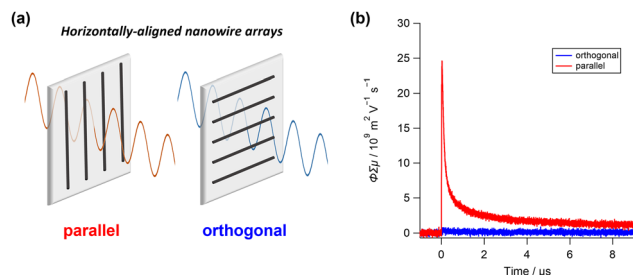 (a)
Horizontally-aligned nanowire arrays
parallel
orthogonal
(b)
30
25
20
15
10
5
0
ΦΣμ / 10⁹ m² V⁻¹ s⁻¹
orthogonal
parallel
0
2
4
6
8
Time / µs